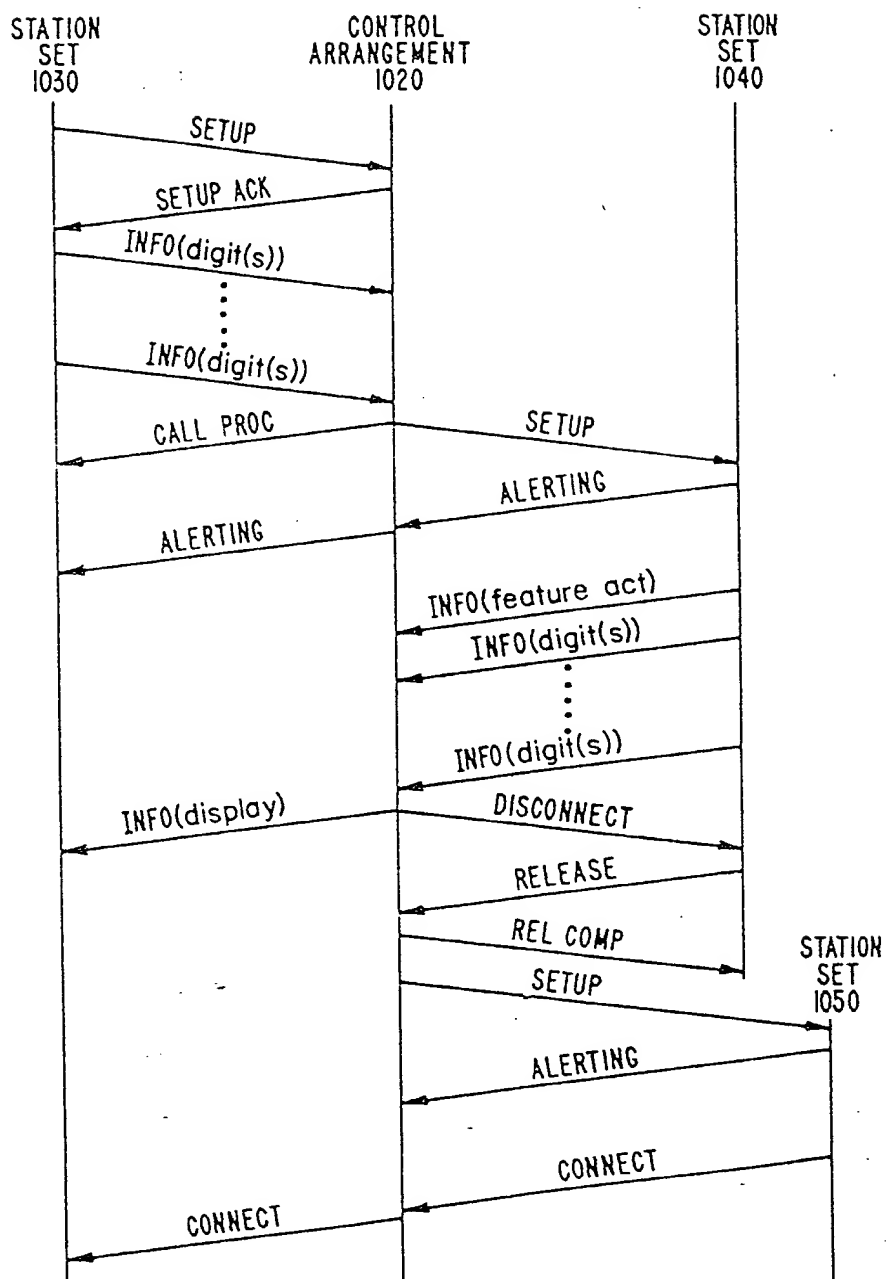 STATION
SET
1030
CONTROL
ARRANGEMENT
1020
STATION
SET
1040
SETUP
SETUP ACK
INFO(digit(s))
INFO(digit(s))
CALL PROC
SETUP
ALERTING
ALERTING
INFO(feature act)
INFO(digit(s))
INFO(digit(s))
INFO(display)
DISCONNECT
RELEASE
REL COMP
STATION
SET
1050
SETUP
ALERTING
CONNECT
CONNECT